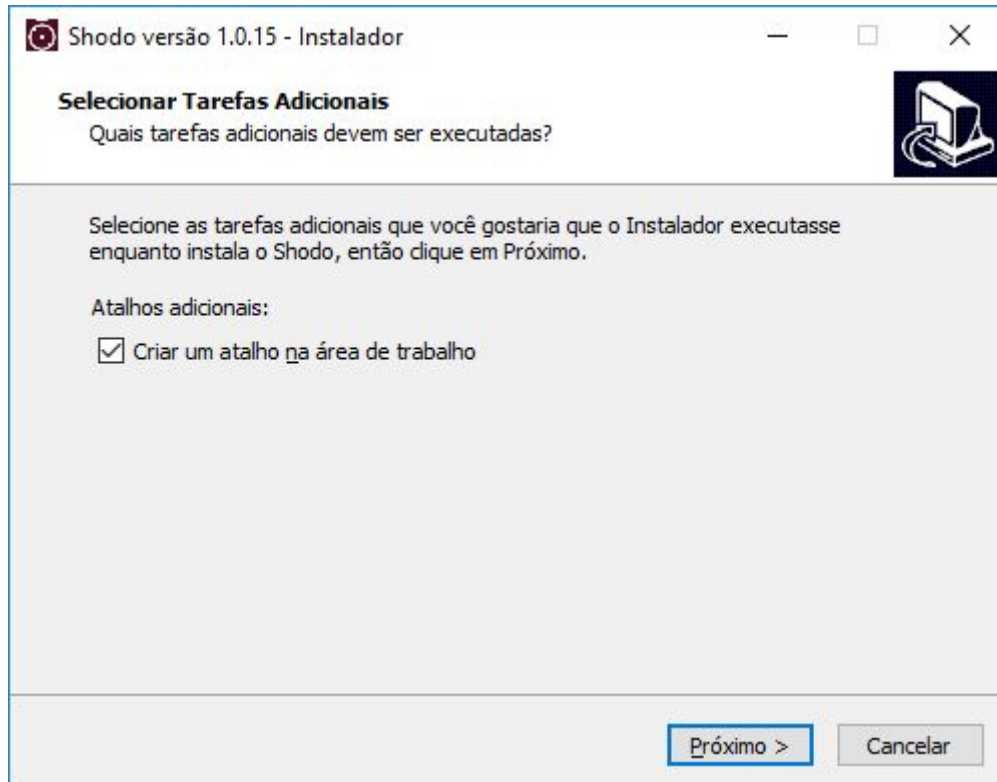 Shodo versão 1.0.15 - Instalador
Selecionar Tarefas Adicionais
Quais tarefas adicionais devem ser executadas?
Selecione as tarefas adicionais que você gostaria que o Instalador executasse
enquanto instala o Shodo, então clique em Próximo.
Atalhos adicionais:
Criar um atalho na área de trabalho
Próximo >
Cancelar